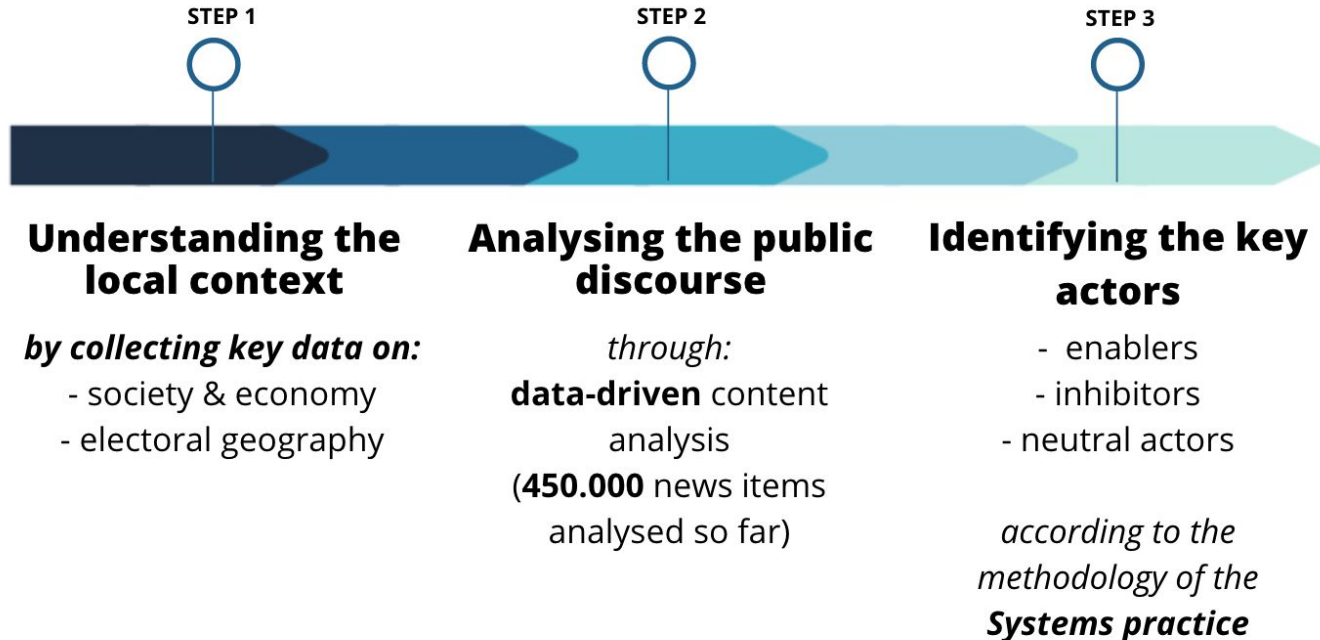 STEP 1
STEP 2
STEP 3
Understanding the
local context
by collecting key data on:
- society & economy
- electoral geography
Analysing the public
discourse
through:
data-driven content
analysis
(450.000 news items
analysed so far)
Identifying the key
actors
- enablers
- inhibitors
- neutral actors
according to the
methodology of the
Systems practice